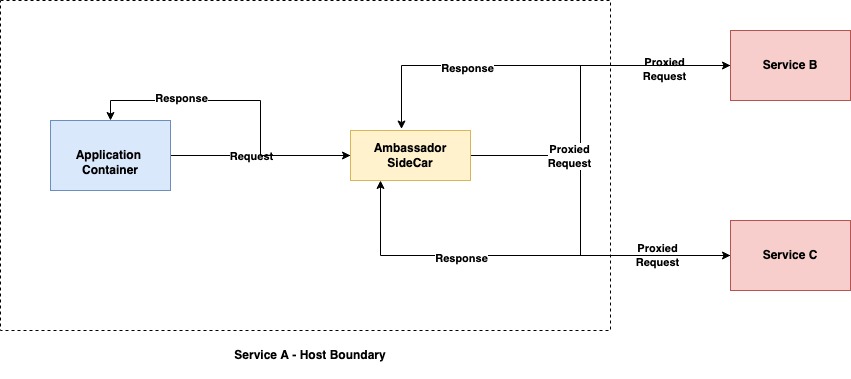 Response
Application
Container
Request
Response
Ambassador
SideCar
Proxied
Request
Response
Proxied
Request
Service B
Proxied
Request
Service C
Service A - Host Boundary